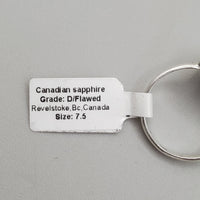 Canadian sapphire
Grade: D/Flawed
Revelstoke,Bc,Canada
Size: 7.5